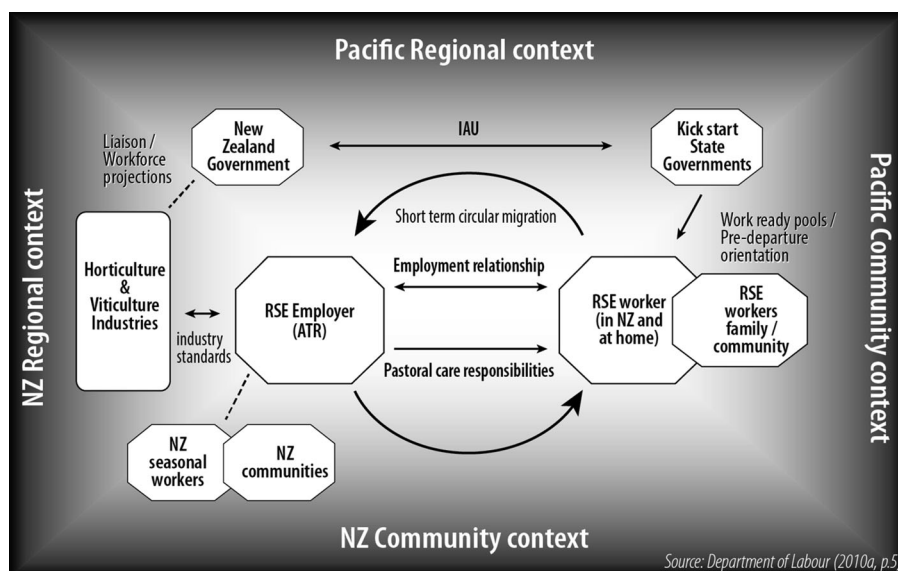 Pacific Regional context
New
Zealand
Government
IAU
Kick start
State
Governments
Liaison /
Workforce
projections
Short term circular migration
Work ready pools /
Pre-departure
orientation
Horticulture
&
Viticulture
Industries
industry
standards
RSE Employer
(ATR)
Employment relationship
Pastoral care responsibilities
RSE worker
(in NZ and
at home)
RSE
workers
family /
community
NZ
seasonal
workers
NZ
communities
NZ Regional context
Pacific Community context
NZ Community context
Source: Department of Labour (2010a, p.5